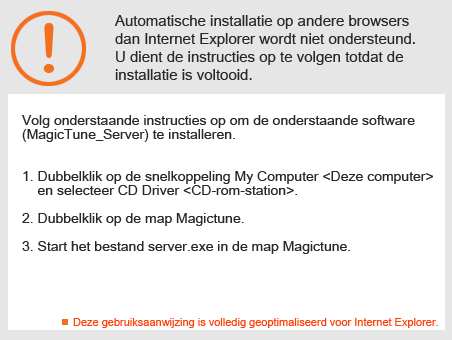 Automatische installatie op andere browsers
dan Internet Explorer wordt niet ondersteund.
U dient de instructies op te volgen totdat de
installatie is voltooid.
Volg onderstaande instructies op om de onderstaande software
(MagicTune_Server) te installeren.
1. Dubbelklik op de snelkoppeling My Computer <Deze computer>
en selecteer CD Driver <CD-rom-station>.
2. Dubbelklik op de map Magictune.
3. Start het bestand server.exe in de map Magictune.
Deze gebruiksaanwijzing is volledig geoptimaliseerd voor Internet Explorer.